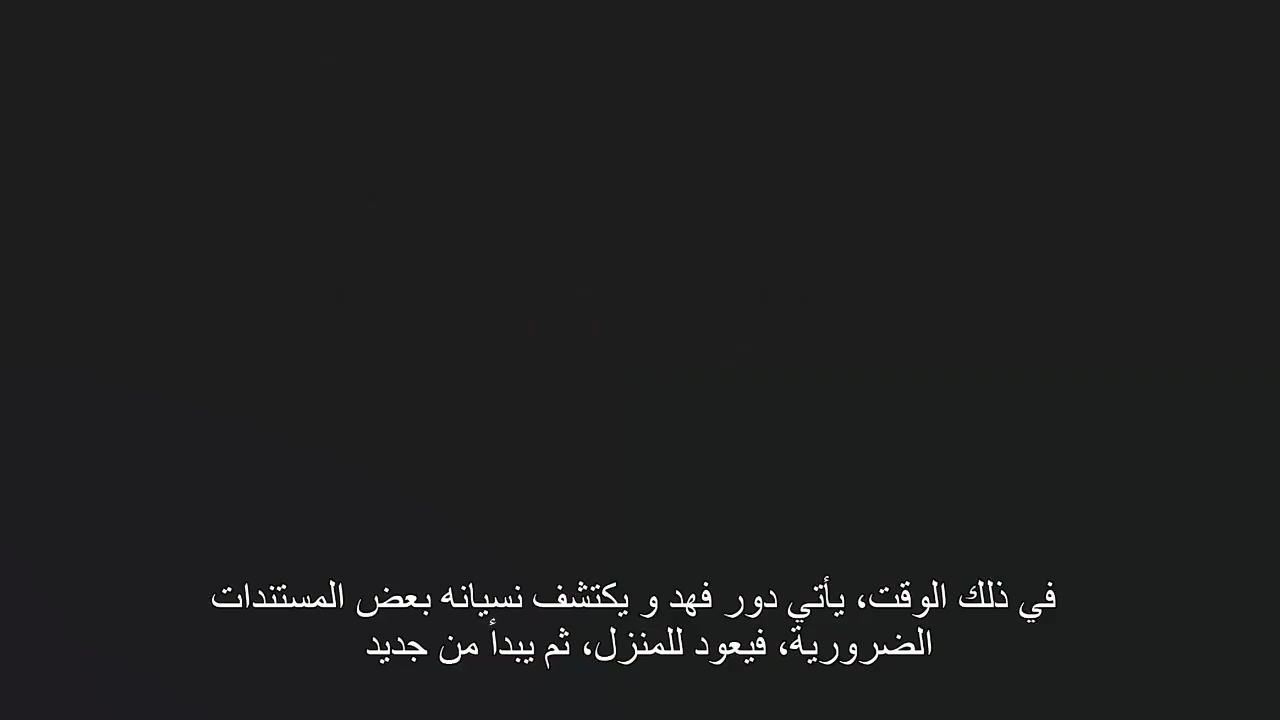 في ذلك الوقت، يأتي دور فهد و يكتشف نسيانه بعض المستندات
الضرورية، فيعود للمنزل، ثم يبدأ من جديد